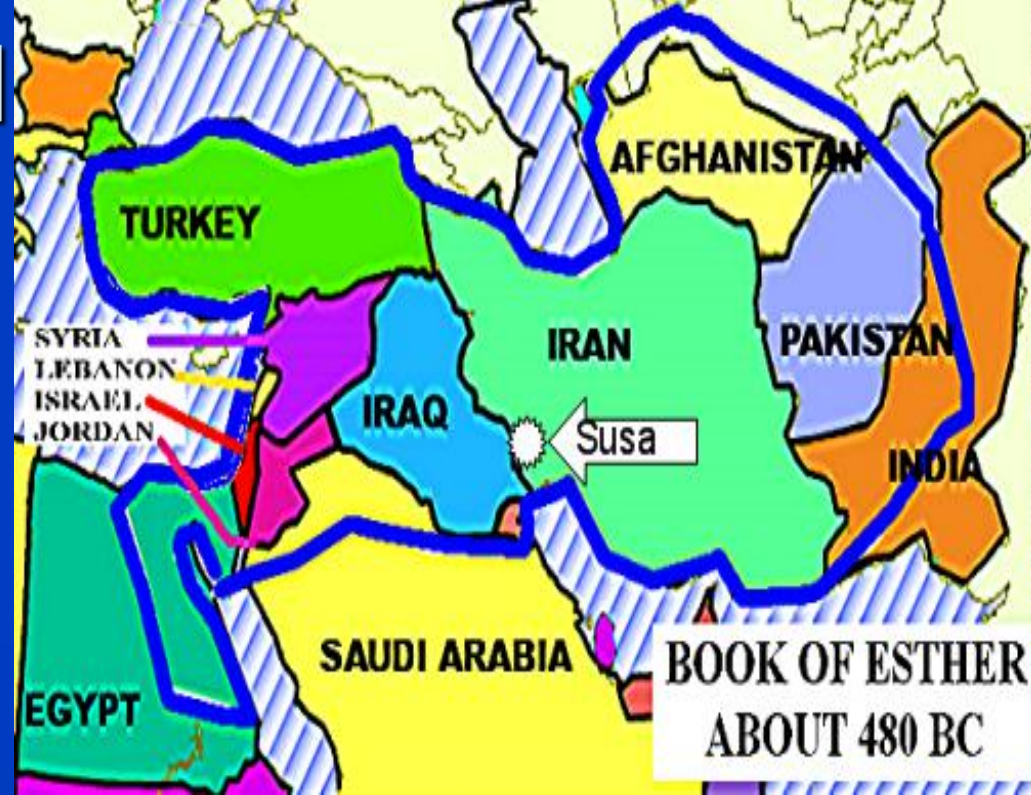 AFGHANISTAN
TURKEY
SYRIA
LEBANON
ISRAEL
JORDAN
IRAN
PAKISTAN
IRAQ
Susa
INDIA
SAUDI ARABIA
EGYPT
BOOK OF ESTHER
ABOUT 480 BC